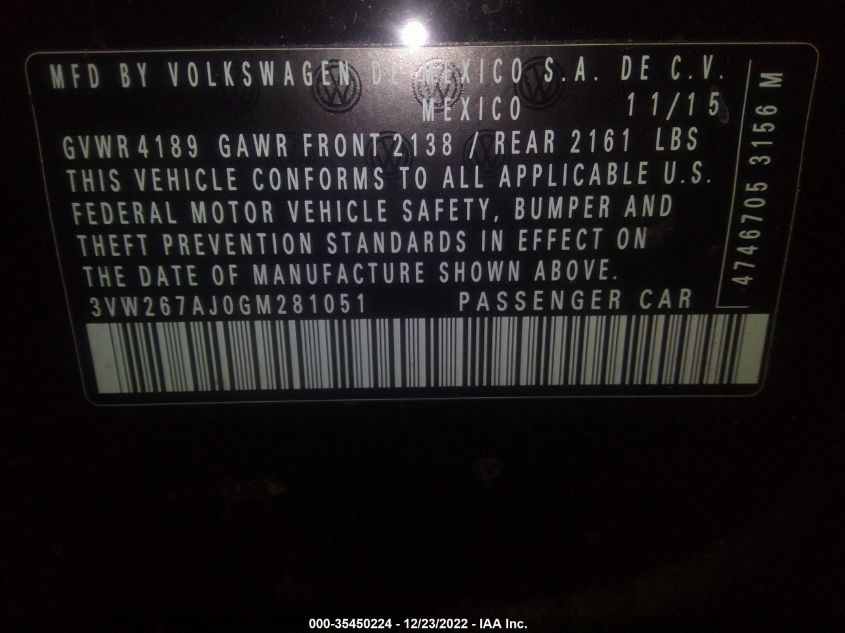 MFD BY VOLKSWAGEN DE MEXICO S.A. DE C.V.
MEXICO 11/15
GVWR 4189 GAWR FRONT 2138 / REAR 2161 LBS
THIS VEHICLE CONFORMS TO ALL APPLICABLE U.S.
FEDERAL MOTOR VEHICLE SAFETY, BUMPER AND
THEFT PREVENTION STANDARDS IN EFFECT ON
THE DATE OF MANUFACTURE SHOWN ABOVE.
3VW267AJ0GM281051 PASSENGER CAR
4746705 3156 M
000-35450224 - 12/23/2022 - IAA Inc.